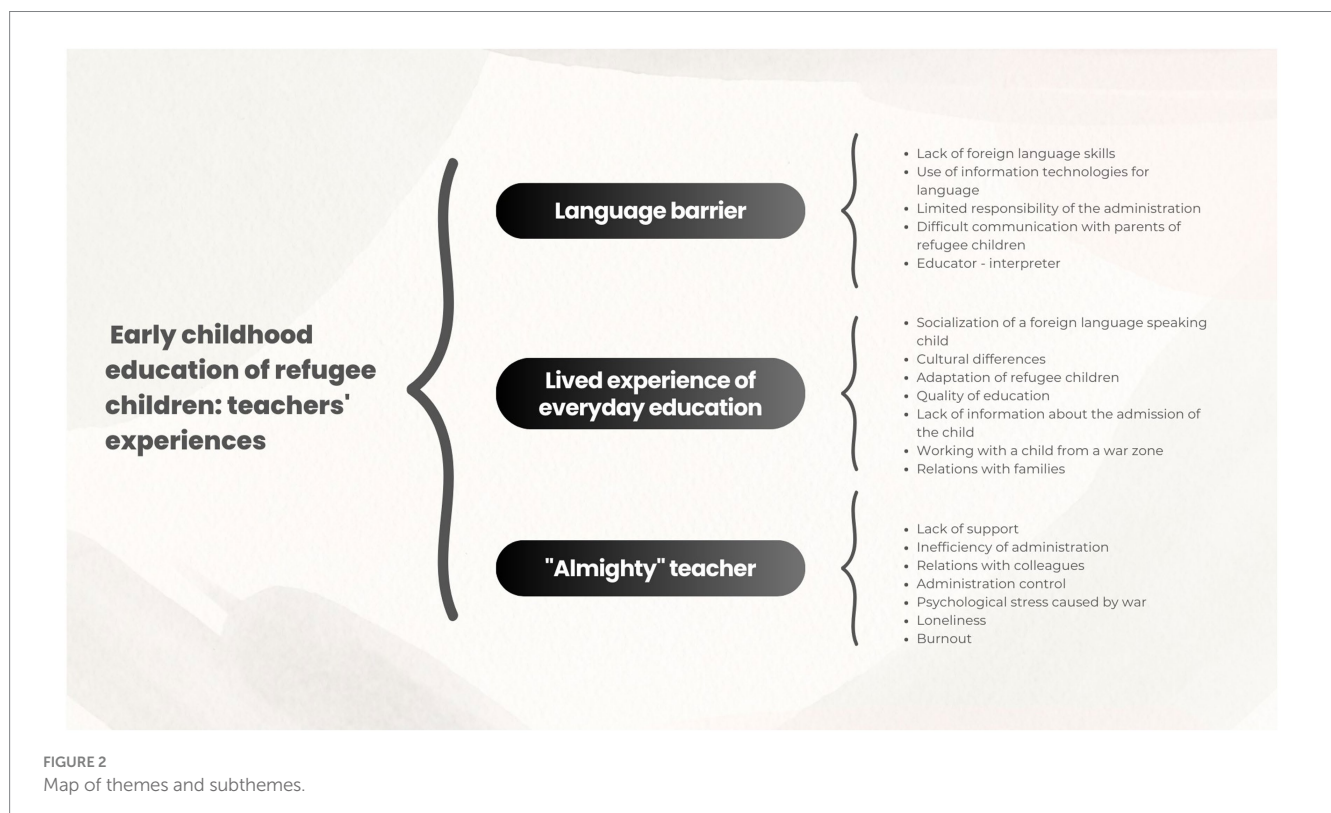 Early childhood
education of refugee
children: teachers'
experiences
Language barrier
• Lack of foreign language skills
• Use of information technologies for
language
• Limited responsibility of the administration
• Difficult communication with parents of
refugee children
• Educator - interpreter
Lived experience of
everyday education
• Socialization of a foreign language speaking
child
• Cultural differences
• Adaptation of refugee children
• Quality of education
• Lack of information about the admission of
the child
• Working with a child from a war zone
• Relations with families
"Almighty" teacher
• Lack of support
• Inefficiency of administration
• Relations with colleagues
• Administration control
• Psychological stress caused by war
• Loneliness
• Burnout
FIGURE 2
Map of themes and subthemes.